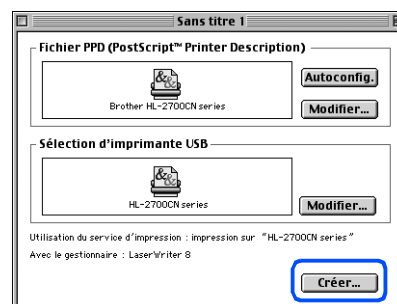 Sans titre 1
Fichier PPD (PostScript™ Printer Description)
Autoconfig.
Brother HL-2700CN series
Modifier...
Sélection d'imprimante USB
HL-2700CN series
Modifier...
Utilisation du service d'impression : impression sur "HL-2700CN series"
Avec le gestionnaire : LaserWriter 8
Créer...